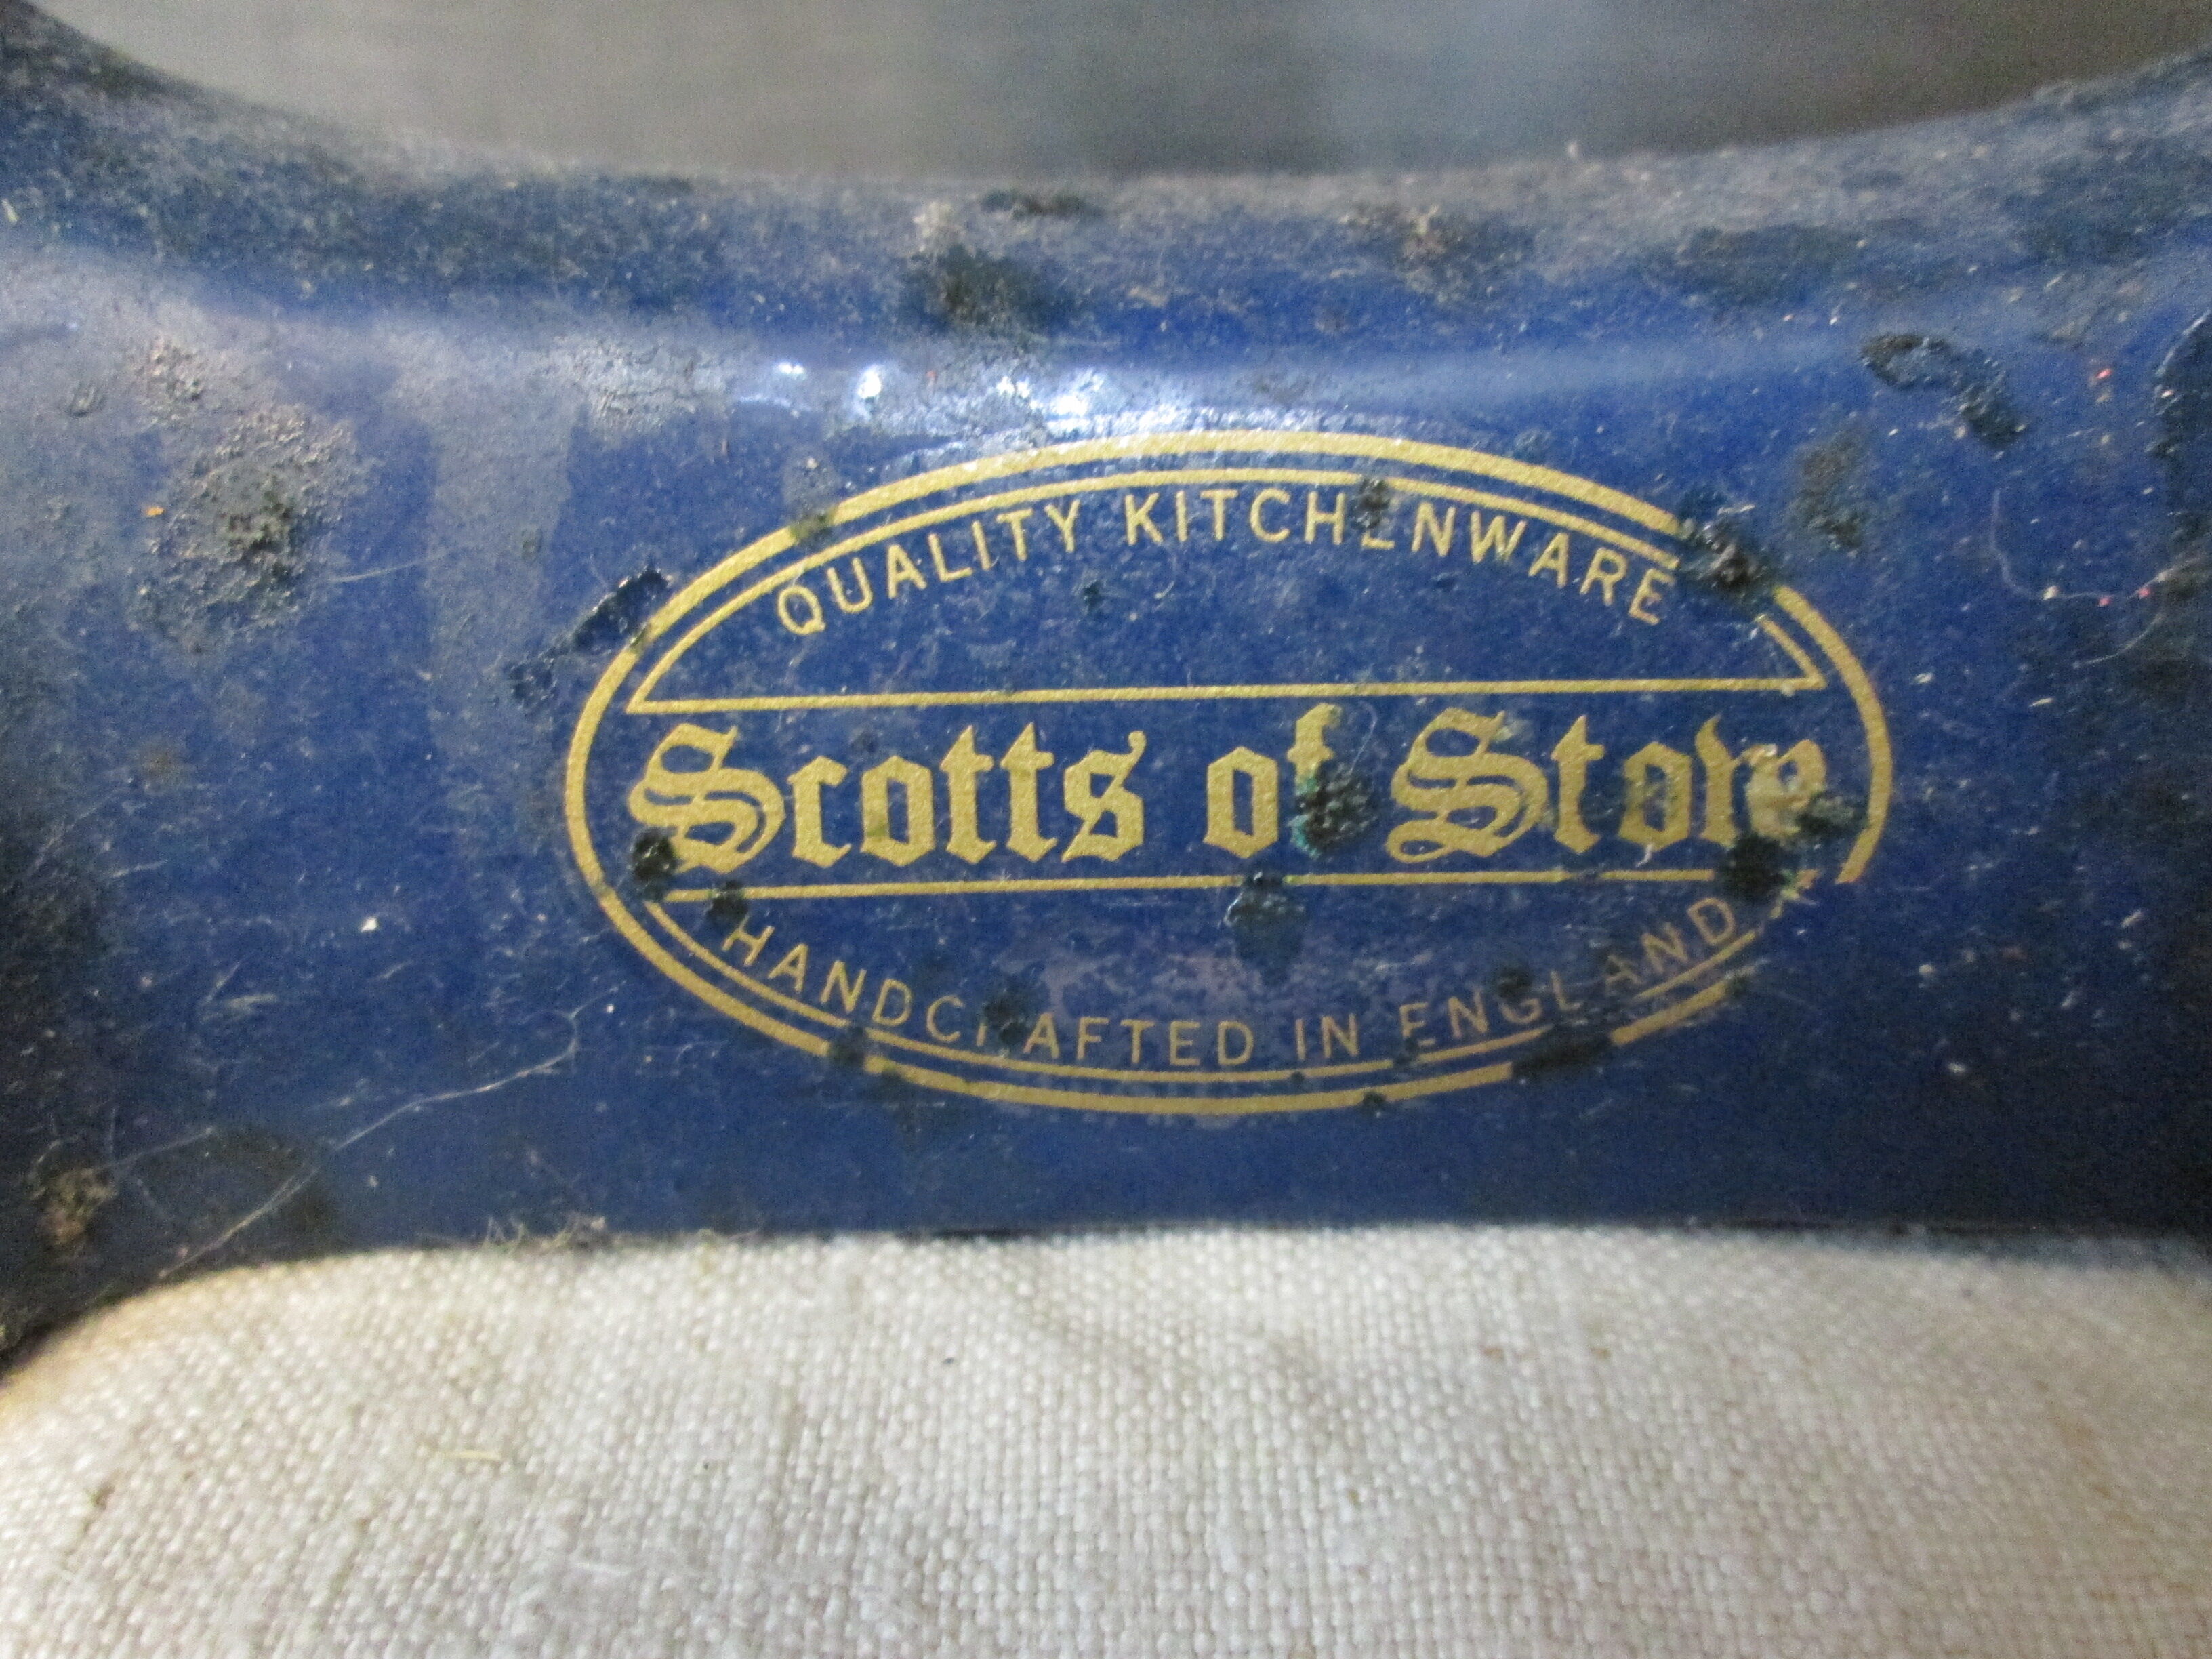 QUALITY KITCHENWARE
Scotts of Stow
HANDCRAFTED IN ENGLAND